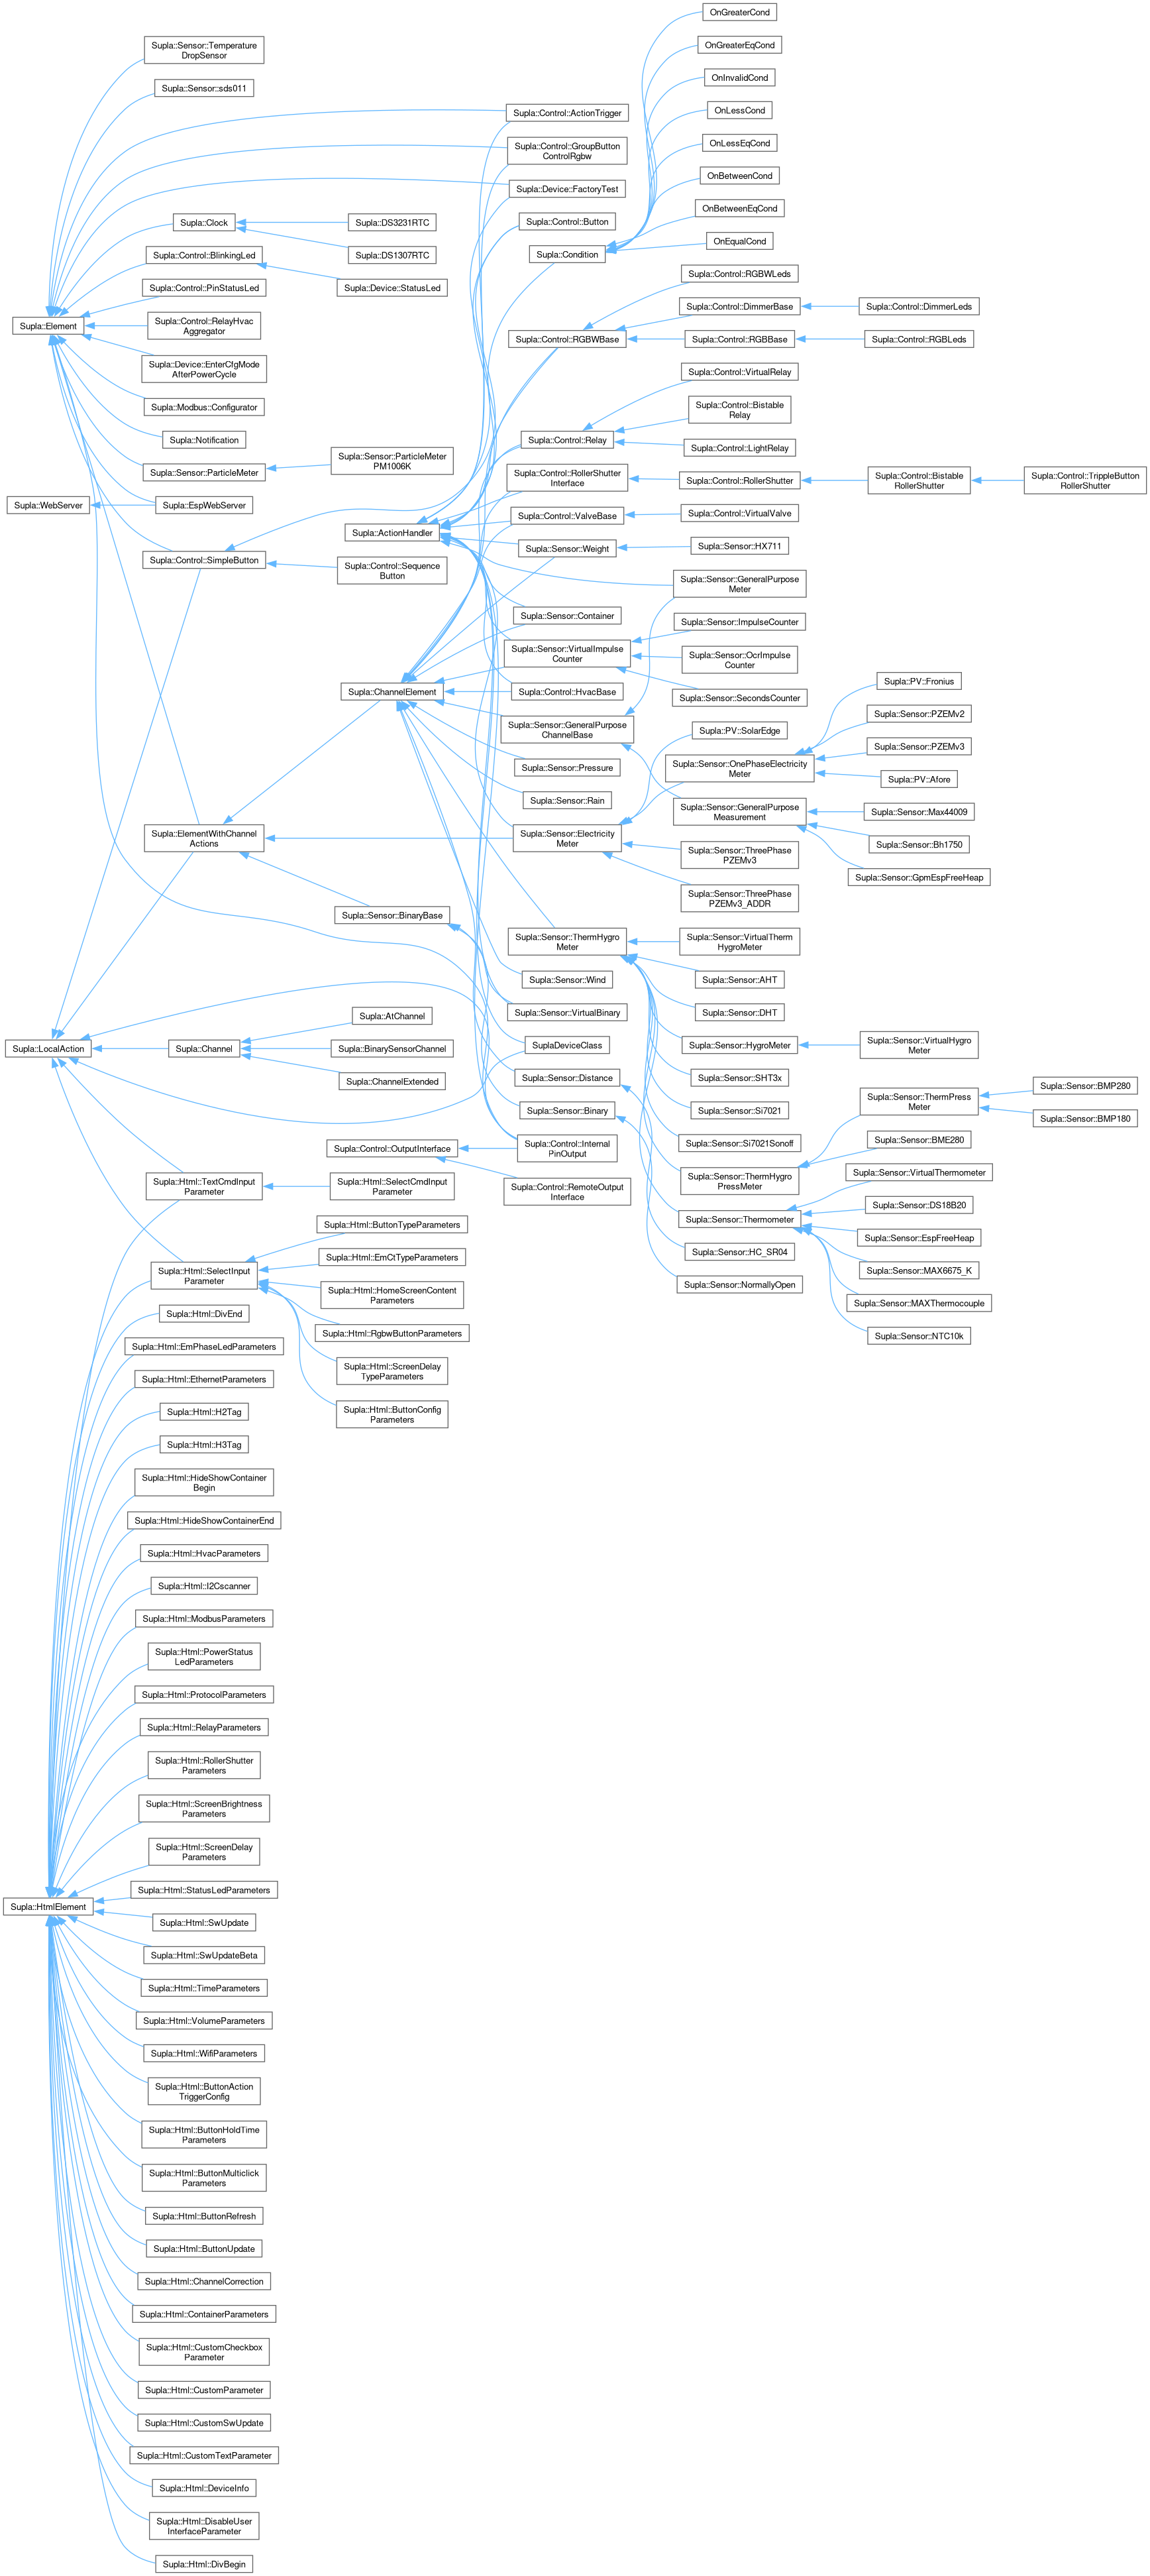 OnGreaterCond
OnGreaterEqCond
Supla::Sensor::Temperature
DropSensor
OnInvalidCond
Supla::Sensor::sds011
OnLessCond
Supla::Control::ActionTrigger
OnLessEqCond
Supla::Control::GroupButton
ControlRgbw
OnBetweenCond
Supla::Device::FactoryTest
OnBetweenEqCond
Supla::Clock
Supla::DS3231RTC
Supla::Control::Button
OnEqualCond
Supla::Control::BlinkingLed
Supla::DS1307RTC
Supla::Condition
Supla::Control::RGBWLeds
Supla::Control::PinStatusLed
Supla::Device::StatusLed
Supla::Control::DimmerBase
Supla::Control::DimmerLeds
Supla::Element
Supla::Control::RelayHvac
Aggregator
Supla::Control::RGBWBase
Supla::Control::RGBBase
Supla::Control::RGBLeds
Supla::Device::EnterCfgMode
AfterPowerCycle
Supla::Control::VirtualRelay
Supla::Modbus::Configurator
Supla::Control::Bistable
Relay
Supla::Notification
Supla::Control::Relay
Supla::Control::LightRelay
Supla::Sensor::ParticleMeter
Supla::Sensor::ParticleMeter
PM1006K
Supla::Control::RollerShutter
Interface
Supla::Control::RollerShutter
Supla::Control::Bistable
RollerShutter
Supla::Control::TrippleButton
RollerShutter
Supla::WebServer
Supla::EspWebServer
Supla::ActionHandler
Supla::Control::ValveBase
Supla::Control::VirtualValve
Supla::Control::SimpleButton
Supla::Control::Sequence
Button
Supla::Sensor::Weight
Supla::Sensor::HX711
Supla::Sensor::GeneralPurpose
Meter
Supla::Sensor::Container
Supla::Sensor::ImpulseCounter
Supla::Sensor::VirtualImpulse
Counter
Supla::Sensor::OcrImpulse
Counter
Supla::ChannelElement
Supla::Control::HvacBase
Supla::Sensor::SecondsCounter
Supla::PV::Fronius
Supla::Sensor::GeneralPurpose
ChannelBase
Supla::PV::SolarEdge
Supla::Sensor::PZEMv2
Supla::Sensor::PZEMv3
Supla::Sensor::Pressure
Supla::Sensor::OnePhaseElectricity
Meter
Supla::PV::Afore
Supla::Sensor::Rain
Supla::Sensor::GeneralPurpose
Measurement
Supla::Sensor::Max44009
Supla::ElementWithChannel
Actions
Supla::Sensor::Electricity
Meter
Supla::Sensor::ThreePhase
PZEMv3
Supla::Sensor::Bh1750
Supla::Sensor::GpmEspFreeHeap
Supla::Sensor::ThreePhase
PZEMv3_ADDR
Supla::Sensor::BinaryBase
Supla::Sensor::ThermHygro
Meter
Supla::Sensor::VirtualTherm
HygroMeter
Supla::Sensor::Wind
Supla::Sensor::AHT
Supla::Sensor::VirtualBinary
Supla::Sensor::DHT
Supla::LocalAction
Supla::AtChannel
Supla::Channel
Supla::BinarySensorChannel
SuplaDeviceClass
Supla::Sensor::HygroMeter
Supla::Sensor::VirtualHygro
Meter
Supla::ChannelExtended
Supla::Sensor::Distance
Supla::Sensor::SHT3x
Supla::Sensor::Binary
Supla::Sensor::Si7021
Supla::Sensor::ThermPress
Meter
Supla::Sensor::BMP280
Supla::Sensor::BMP180
Supla::Control::OutputInterface
Supla::Control::Internal
PinOutput
Supla::Sensor::Si7021Sonoff
Supla::Sensor::BME280
Supla::Html::TextCmdInput
Parameter
Supla::Html::SelectCmdInput
Parameter
Supla::Control::RemoteOutput
Interface
Supla::Sensor::ThermHygro
PressMeter
Supla::Sensor::VirtualThermometer
Supla::Html::ButtonTypeParameters
Supla::Sensor::Thermometer
Supla::Sensor::DS18B20
Supla::Html::EmCtTypeParameters
Supla::Sensor::HC_SR04
Supla::Sensor::EspFreeHeap
Supla::Html::SelectInput
Parameter
Supla::Html::HomeScreenContent
Parameters
Supla::Sensor::NormallyOpen
Supla::Sensor::MAX6675_K
Supla::Html::DivEnd
Supla::Html::RgbwButtonParameters
Supla::Sensor::MAXThermocouple
Supla::Html::EmPhaseLedParameters
Supla::Sensor::NTC10k
Supla::Html::EthernetParameters
Supla::Html::ScreenDelay
TypeParameters
Supla::Html::H2Tag
Supla::Html::ButtonConfig
Parameters
Supla::Html::H3Tag
Supla::Html::HideShowContainer
Begin
Supla::Html::HideShowContainerEnd
Supla::Html::HvacParameters
Supla::Html::I2Cscanner
Supla::Html::ModbusParameters
Supla::Html::PowerStatus
LedParameters
Supla::Html::ProtocolParameters
Supla::Html::RelayParameters
Supla::Html::RollerShutter
Parameters
Supla::Html::ScreenBrightness
Parameters
Supla::Html::ScreenDelay
Parameters
Supla::Html::StatusLedParameters
Supla::HtmlElement
Supla::Html::SwUpdate
Supla::Html::SwUpdateBeta
Supla::Html::TimeParameters
Supla::Html::VolumeParameters
Supla::Html::WifiParameters
Supla::Html::ButtonAction
TriggerConfig
Supla::Html::ButtonHoldTime
Parameters
Supla::Html::ButtonMulticlick
Parameters
Supla::Html::ButtonRefresh
Supla::Html::ButtonUpdate
Supla::Html::ChannelCorrection
Supla::Html::ContainerParameters
Supla::Html::CustomCheckbox
Parameter
Supla::Html::CustomParameter
Supla::Html::CustomSwUpdate
Supla::Html::CustomTextParameter
Supla::Html::DeviceInfo
Supla::Html::DisableUser
InterfaceParameter
Supla::Html::DivBegin